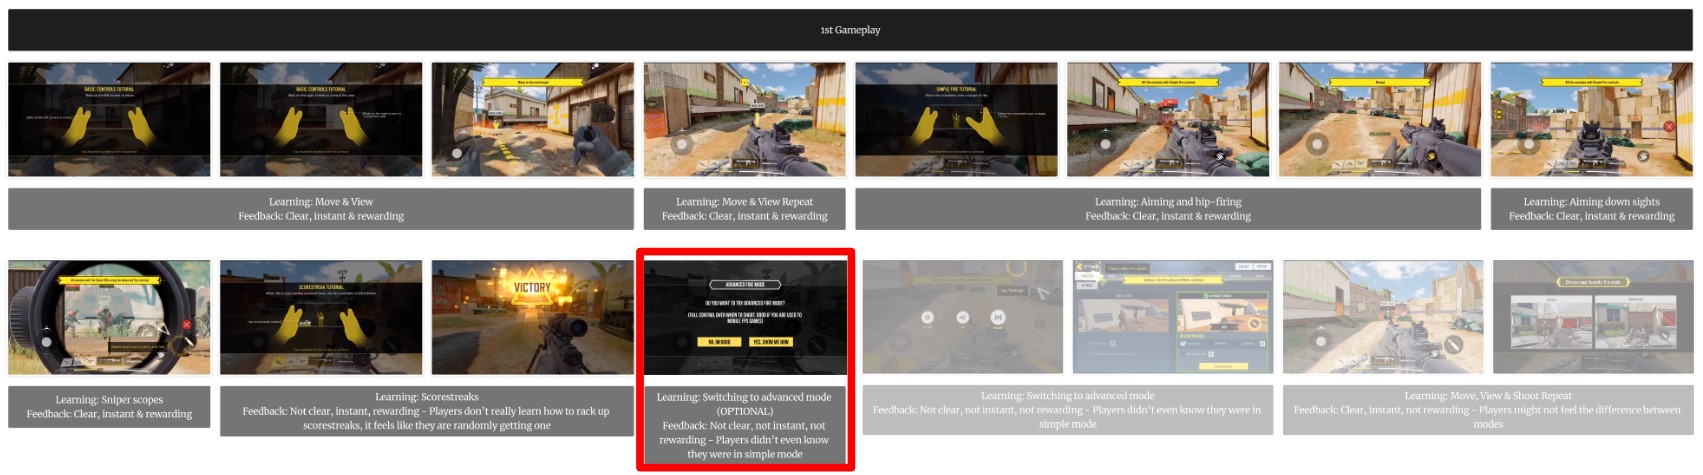 1st Gameplay
BASIC CONTROLS TUTORIAL
BASIC CONTROLS TUTORIAL
SIMPLE FIRE TUTORIAL
Learning: Move & View
Feedback: Clear, instant & rewarding
Learning: Move & View Repeat
Feedback: Clear, instant & rewarding
Learning: Aiming and hip-firing
Feedback: Clear, instant & rewarding
Learning: Aiming down sights
Feedback: Clear, instant & rewarding
SCORESTREAK TUTORIAL
VICTORY
ADVANCED FIRE MODE
DO YOU WANT TO TRY ADVANCED FIRE MODE?
(FULL CONTROL OVER WHEN TO SHOOT, GOOD IF YOU ARE USED TO
MOBILE FPS GAMES)
NO, IM GOOD
YES, SHOW ME HOW
Choose your favorite fire mode
Learning: Sniper scopes
Feedback: Clear, instant & rewarding
Learning: Scorestreaks
Feedback: Not clear, instant, rewarding - Players don't really learn how to rack up
scorestreaks, it feels like they are randomly getting one
Learning: Switching to advanced mode
(OPTIONAL)
Feedback: Not clear, not instant, not
rewarding - Players didn't even know
they were in simple mode
Learning: Switching to advanced mode
Feedback: Not clear, not instant, not rewarding - Players didn't even know they were in
simple mode
Learning: Move, View & Shoot Repeat
Feedback: Clear, instant, not rewarding - Players might not feel the difference between
modes